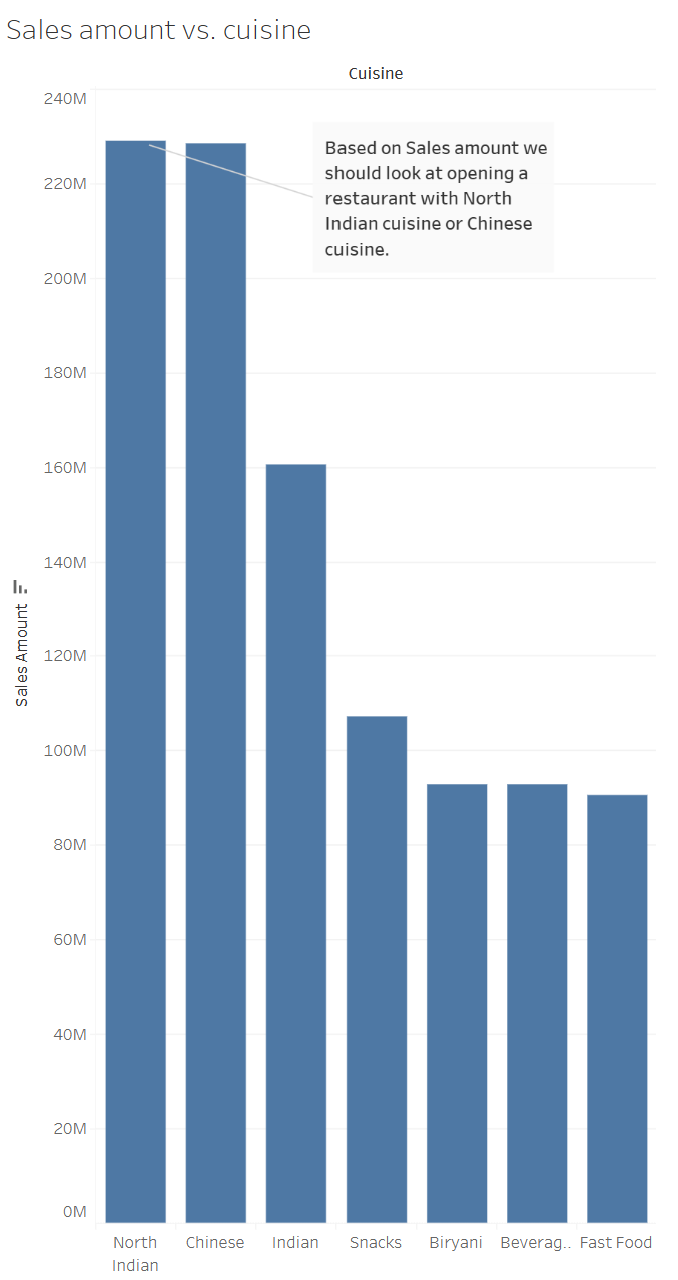 Sales amount vs. cuisine
Cuisine
240M
Based on Sales amount we
should look at opening a
restaurant with North
Indian cuisine or Chinese
cuisine.
220M
200M
180M
160M
140M
120M
100M
80M
60M
40M
20M
0M
Sales Amount
North
Indian
Chinese
Indian
Snacks
Biryani
Beverag..
Fast Food